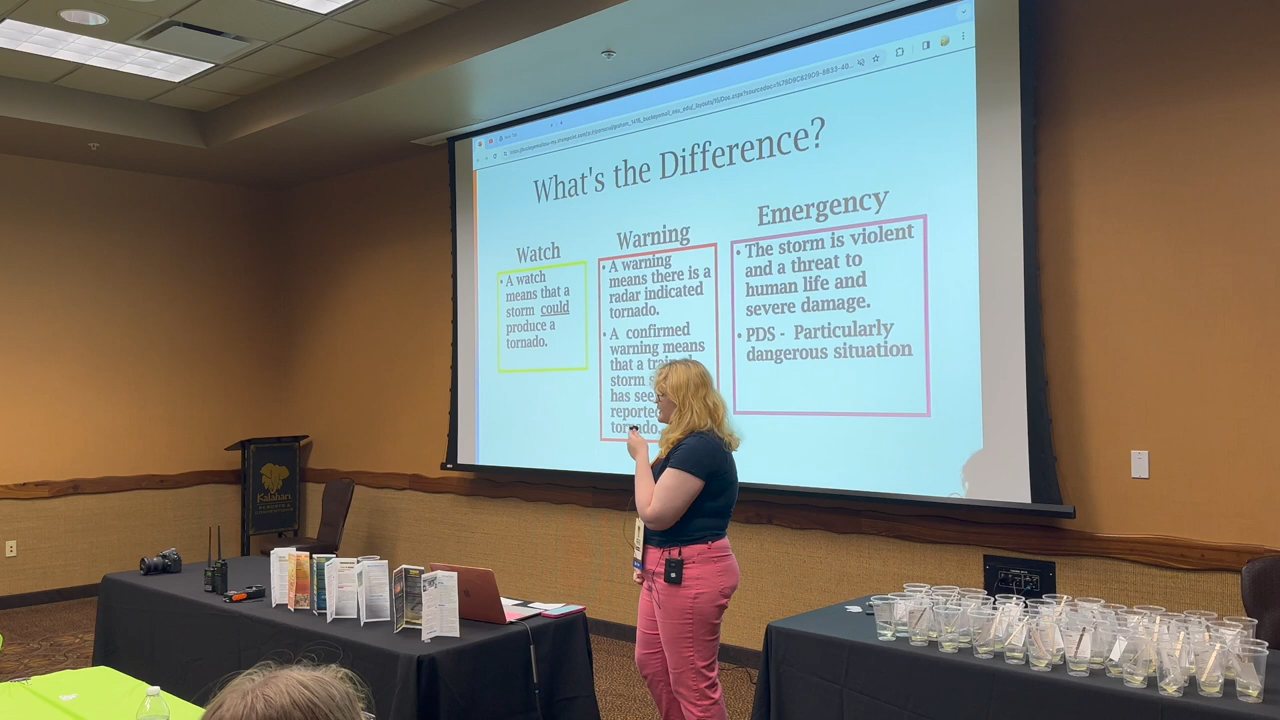 What's the Difference?
Watch
• A watch
means that a
storm could
produce a
tornado.
Warning
• A warning
means there is a
radar indicated
tornado.
• A confirmed
warning means
that a
storm
has
reported
tornado.
Emergency
• The storm is violent
and a threat to
human life and
severe damage.
• PDS - Particularly
dangerous situation
Kalahari
RESORTS &
CONVENTIONS